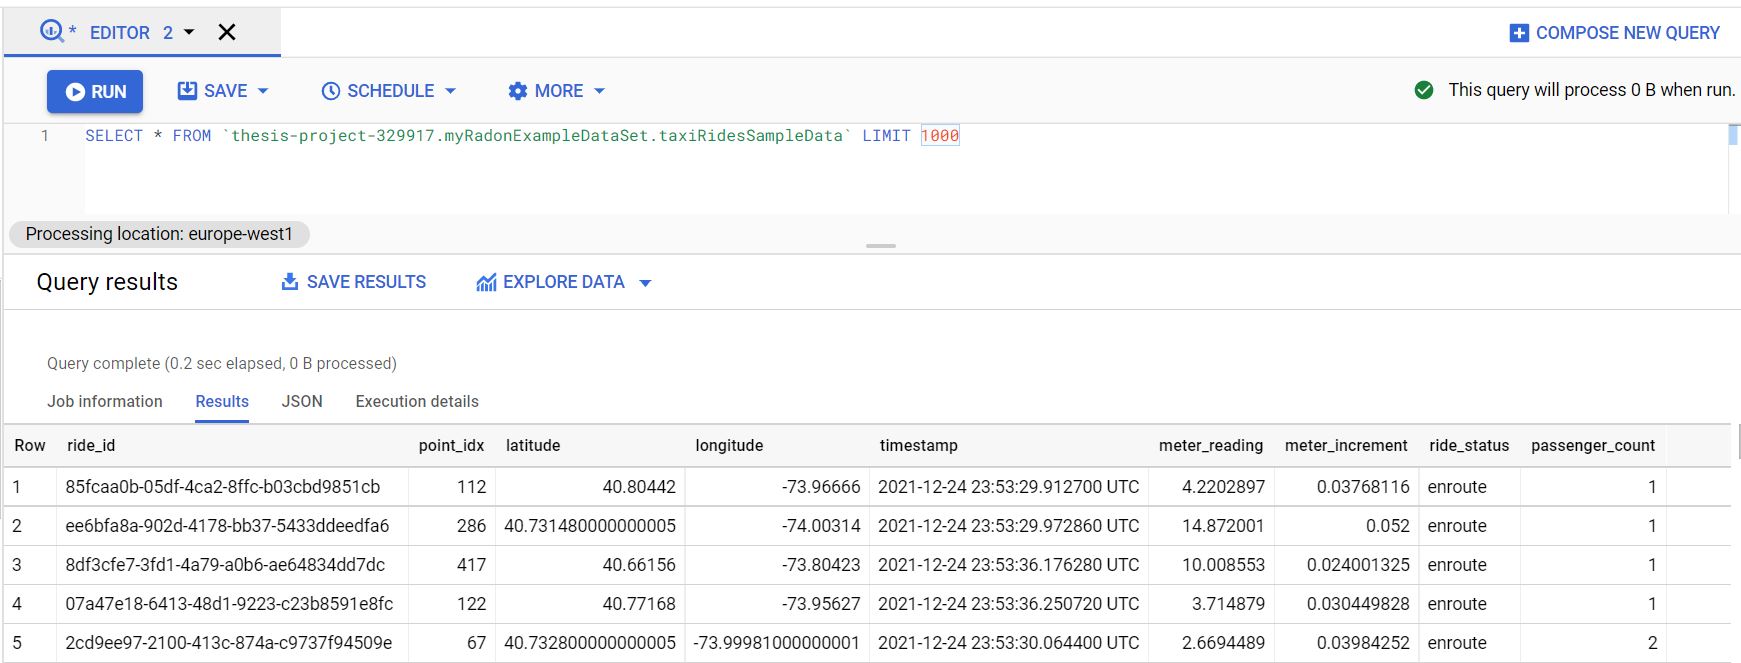 * EDITOR 2 COMPOSE NEW QUERY
RUN SAVE SCHEDULE MORE This query will process 0 B when run.
1 SELECT * FROM `thesis-project-329917.myRadonExampleDataSet.taxiRidesSampleData` LIMIT 1000
Processing location: europe-west1
Query results SAVE RESULTS EXPLORE DATA
Query complete (0.2 sec elapsed, 0 B processed)
Job information Results JSON Execution details
Row ride_id point_idx latitude longitude timestamp meter_reading meter_increment ride_status passenger_count
1 85fcaa0b-05df-4ca2-8ffc-b03cbd9851cb 112 40.80442 -73.96666 2021-12-24 23:53:29.912700 UTC 4.2202897 0.03768116 enroute 1
2 ee6bfa8a-902d-4178-bb37-5433ddeedfa6 286 40.731480000000005 -74.00314 2021-12-24 23:53:29.972860 UTC 14.872001 0.052 enroute 1
3 8df3cfe7-3fd1-4a79-a0b6-ae64834dd7dc 417 40.66156 -73.80423 2021-12-24 23:53:36.176280 UTC 10.008553 0.024001325 enroute 1
4 07a47e18-6413-48d1-9223-c23b8591e8fc 122 40.77168 -73.95627 2021-12-24 23:53:36.250720 UTC 3.714879 0.030449828 enroute 1
5 2cd9ee97-2100-413c-874a-c9737f94509e 67 40.732800000000005 -73.99981000000001 2021-12-24 23:53:30.064400 UTC 2.6694489 0.03984252 enroute 2